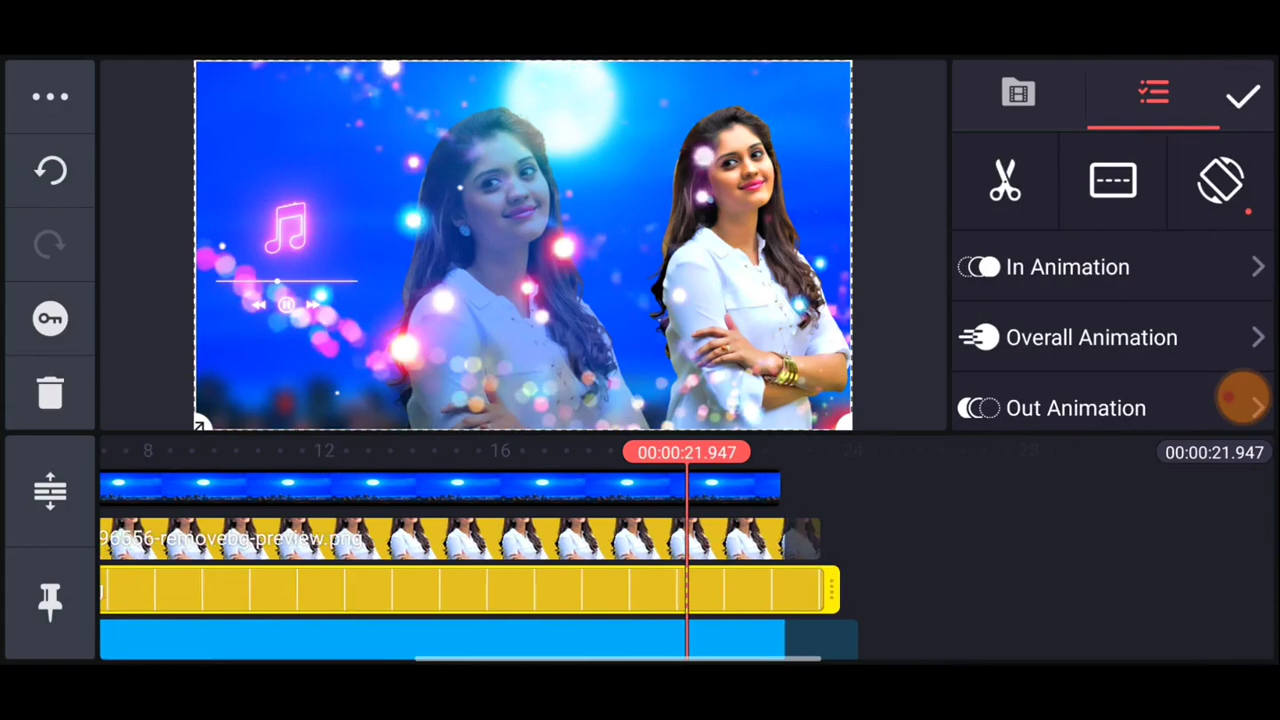 In Animation
Overall Animation
Out Animation
8
12
16
00:00:21.947
24
28
00:00:21.947
96556-removebg-preview.png